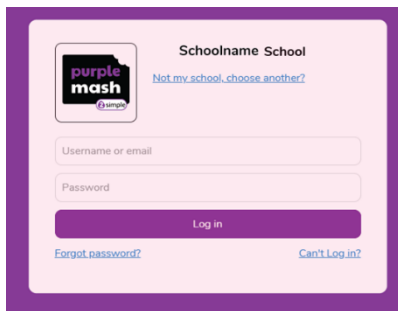 Schoolname School
purple
mash
2simple
Not my school, choose another?
Username or email
Password
Log in
Forgot password?
Can't Log in?